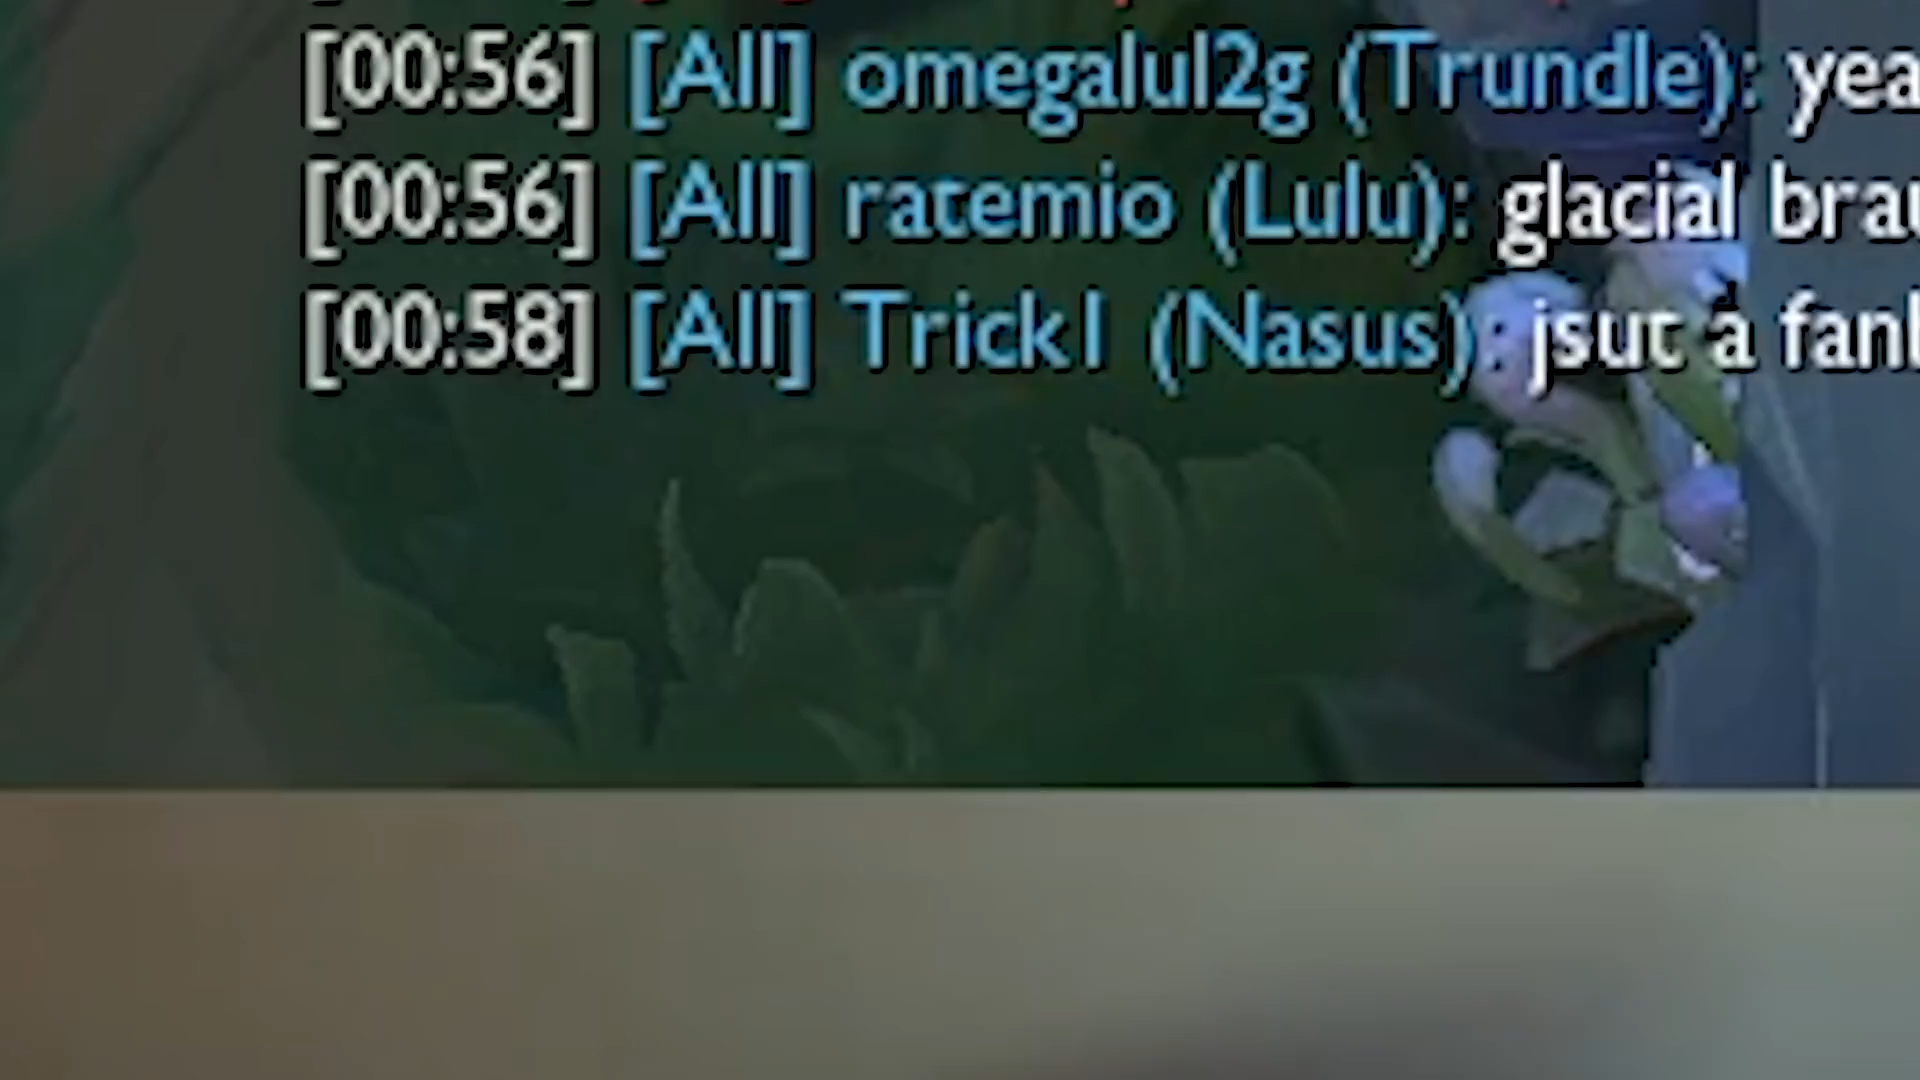 [00:56] [All] omegalul2g (Trundle): yea
[00:56] [All] ratemio (Lulu): glacial brau
[00:58] [All] Trick1 (Nasus): jsut a fanb